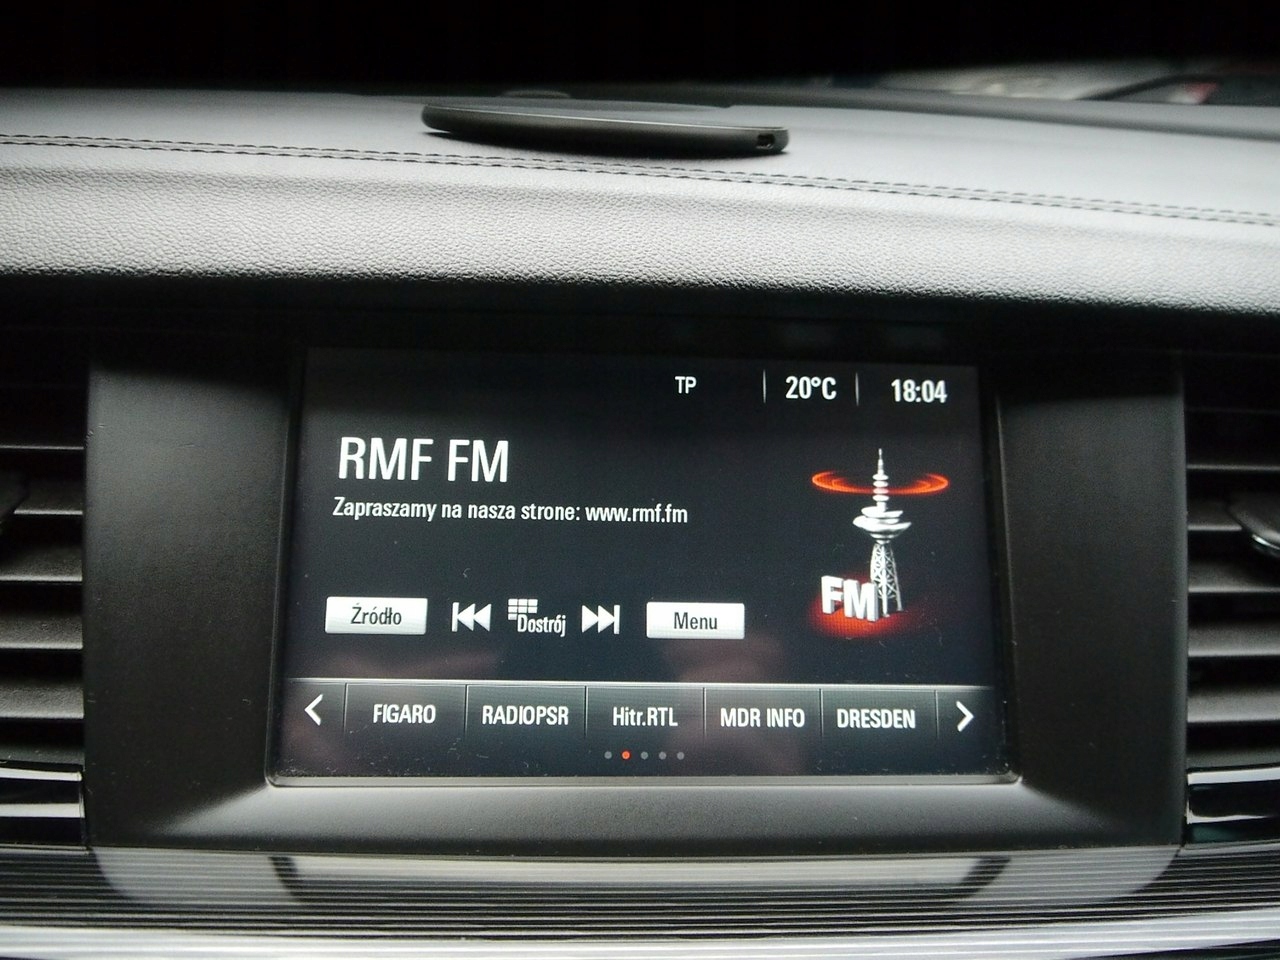 TP 20°C 18:04
RMF FM
Zapraszamy na nasza strone: www.rmf.fm
FM
Źródło Dostrój Menu
FIGARO RADIOPSR Hitr.RTL MDR INFO DRESDEN